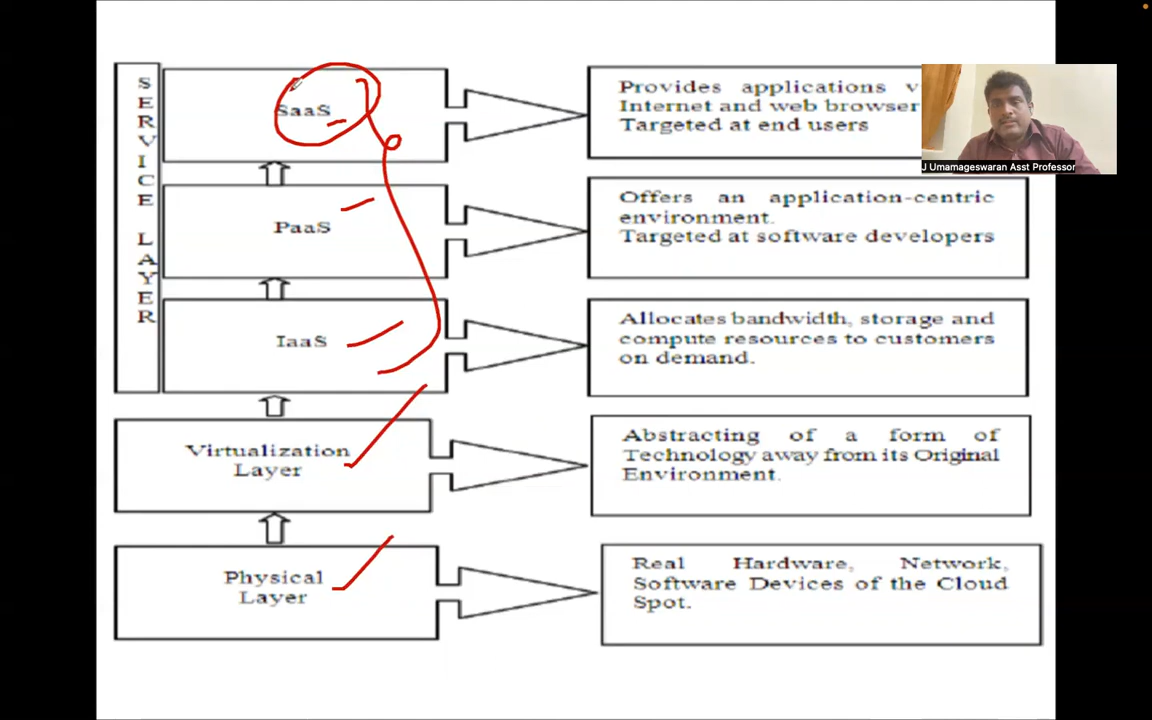 SERVICE LAYER
SaaS
Provides applications v
Internet and web browser
Targeted at end users
J Umamageswaran Asst Professor
PaaS
Offers an application-centric
environment.
Targeted at software developers
IaaS
Allocates bandwidth, storage and
compute resources to customers
on demand.
Virtualization
Layer
Abstracting of a form of
Technology away from its Original
Environment.
Physical
Layer
Real Hardware, Network,
Software Devices of the Cloud
Spot.